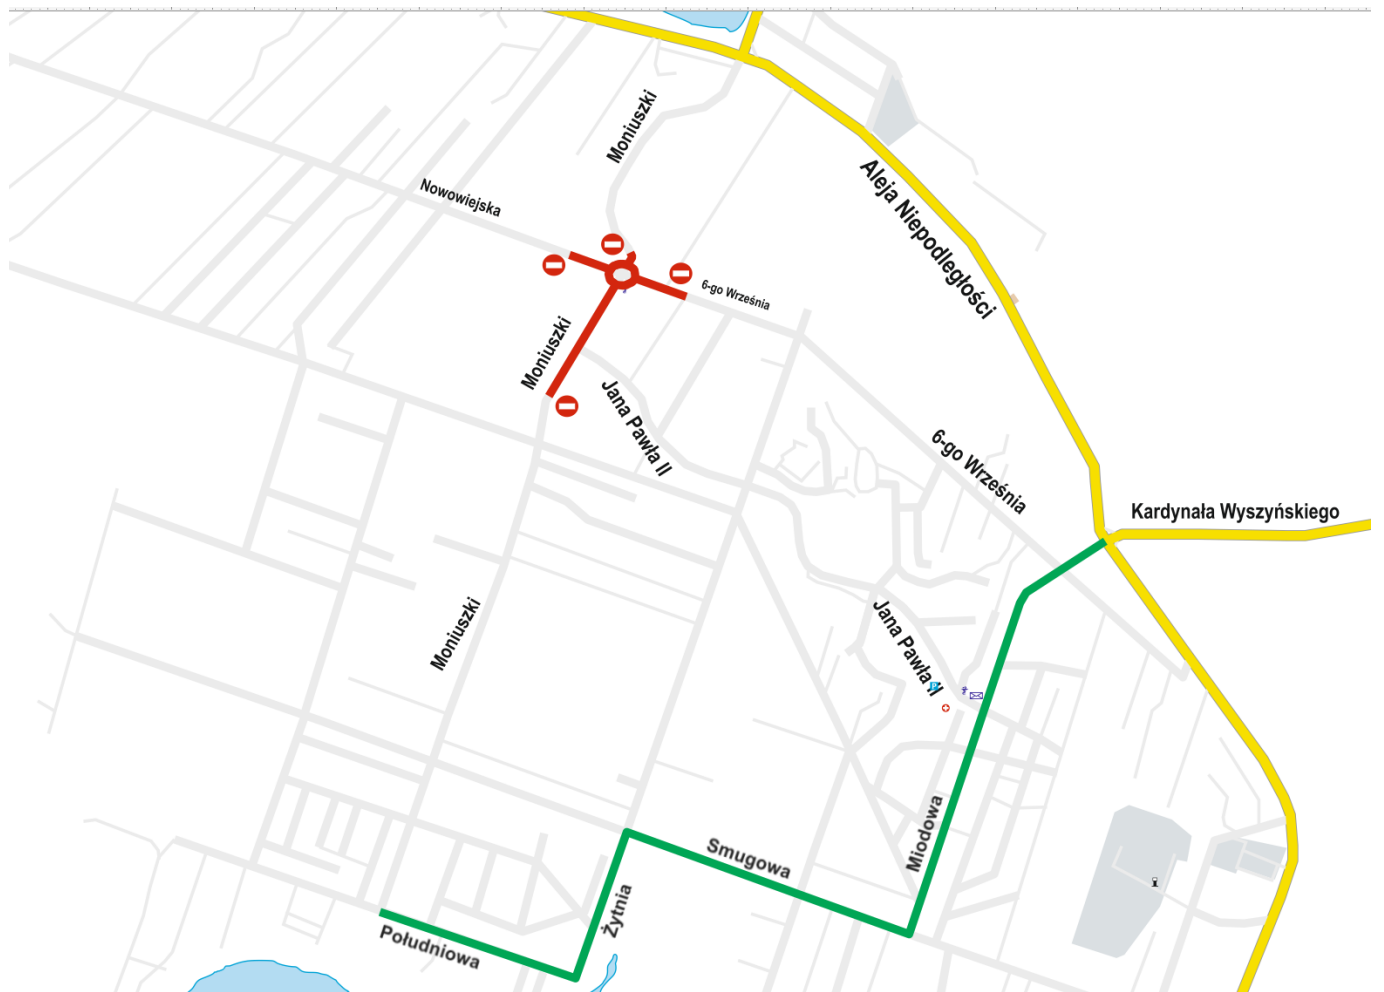 Moniuszki
Nowowiejska
Aleja Niepodległości
6-go Września
Moniuszki
Jana Pawła II
6-go Września
Kardynała Wyszyńskiego
Moniuszki
Jana Pawła II
P
Miodowa
Smugowa
Żytnia
Południowa